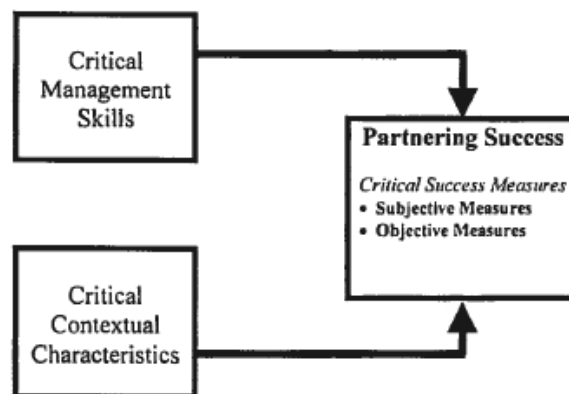 Critical
Management
Skills
Partnering Success
Critical Success Measures
• Subjective Measures
• Objective Measures
Critical
Contextual
Characteristics